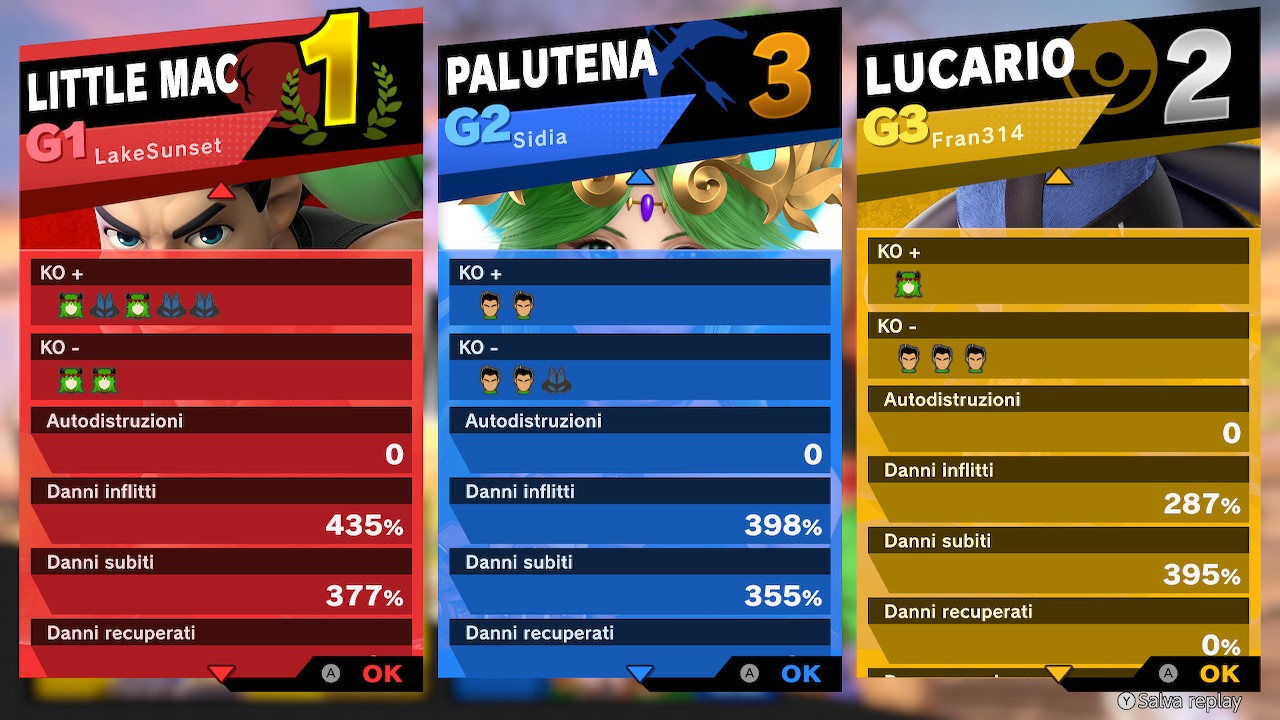 LITTLE MAC
1
G1 LakeSunset
KO +
KO -
Autodistruzioni
0
Danni inflitti
435%
Danni subiti
377%
Danni recuperati
A OK
PALUTENA
3
G2 Sidia
KO +
KO -
Autodistruzioni
0
Danni inflitti
398%
Danni subiti
355%
Danni recuperati
A OK
LUCARIO
2
G3 Fran314
KO +
KO -
Autodistruzioni
0
Danni inflitti
287%
Danni subiti
395%
Danni recuperati
0%
A OK
Y Salva replay